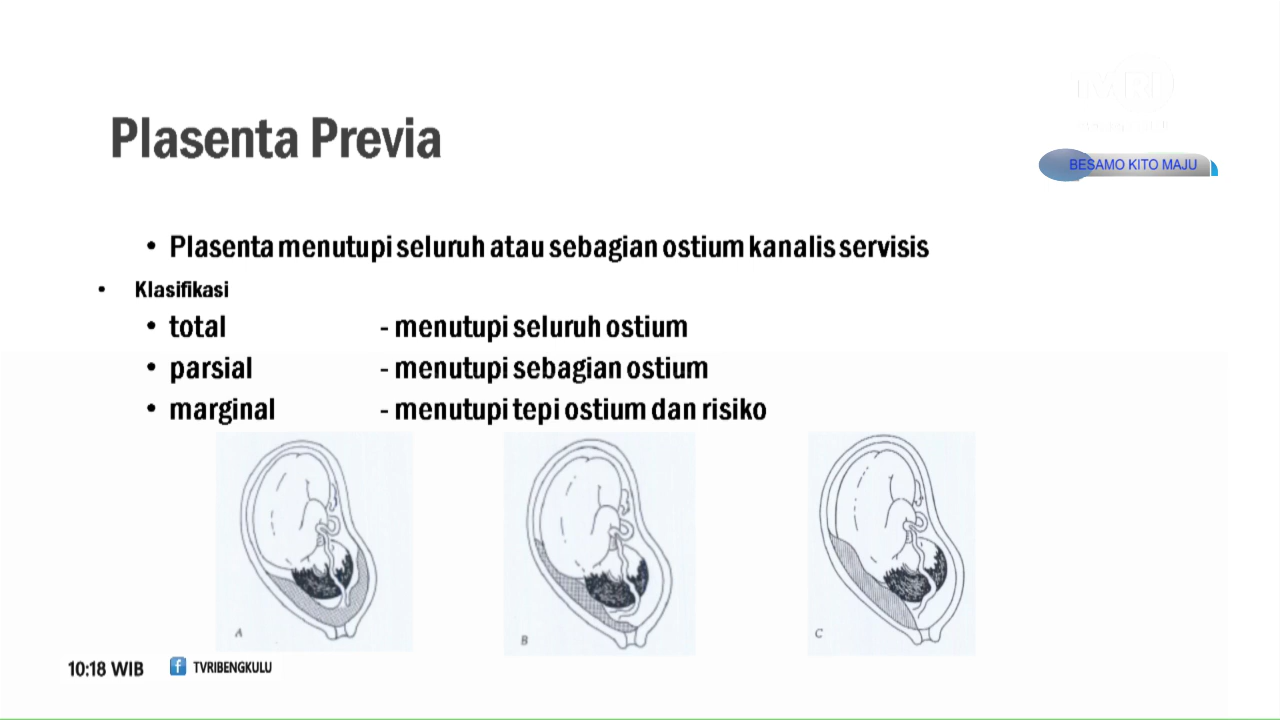 Plasenta Previa
BESAMO KITO MAJU
• Plasenta menutupi seluruh atau sebagian ostium kanalis servisis
• Klasifikasi
• total - menutupi seluruh ostium
• parsial - menutupi sebagian ostium
• marginal - menutupi tepi ostium dan risiko
A
B
C
10:18 WIB
f TVRIBENGKULU